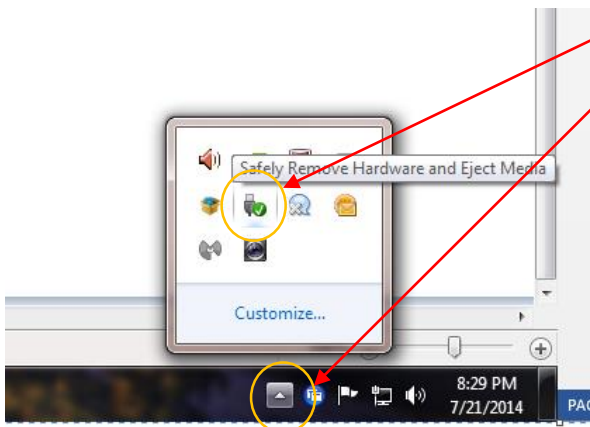 Safely Remove Hardware and Eject Media
Customize...
8:29 PM
7/21/2014
PAG